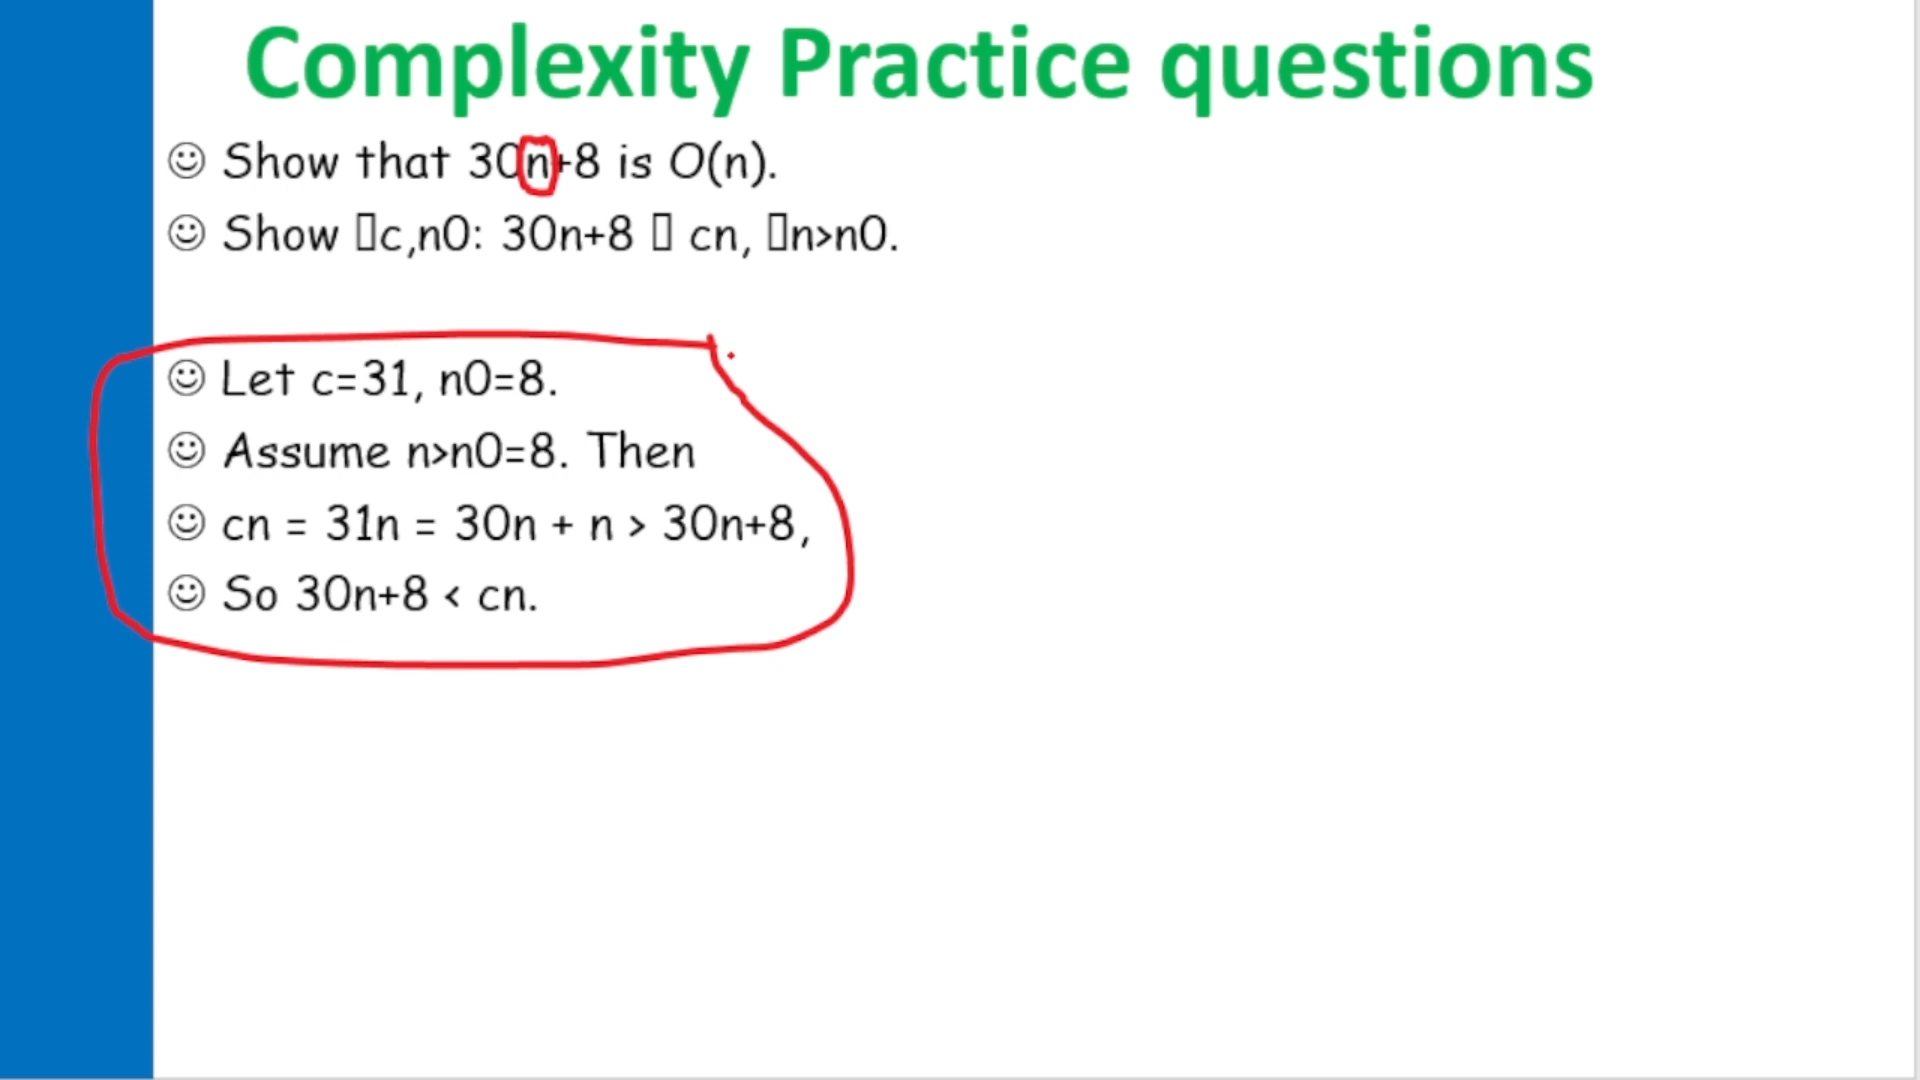 Complexity Practice questions
Show that 30n+8 is O(n).
Show ▯c,n0: 30n+8 ▯ cn, ▯n>n0.
Let c=31, n0=8.
Assume n>n0=8. Then
cn = 31n = 30n + n > 30n+8,
So 30n+8 < cn.